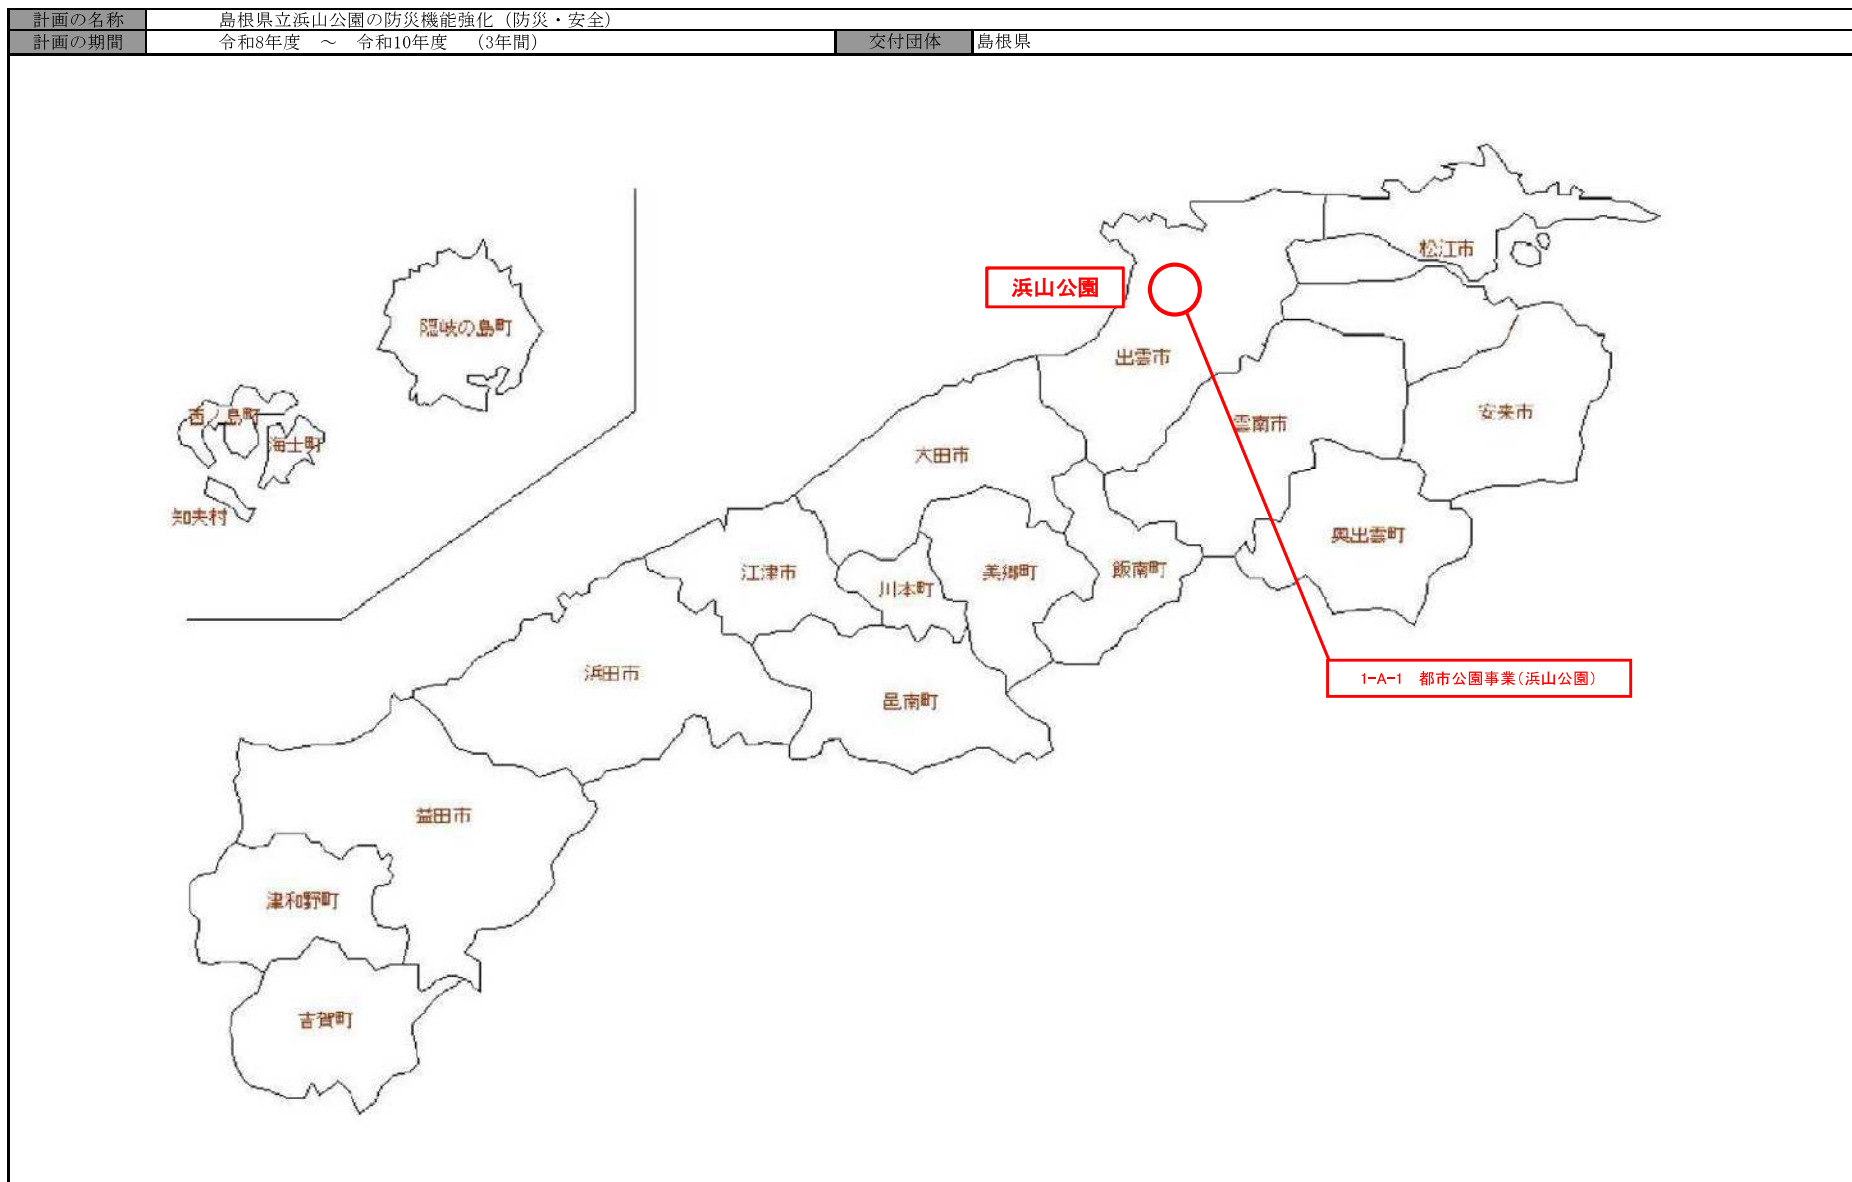 計画の名称 島根県立浜山公園の防災機能強化（防災・安全）
計画の期間 令和8年度　～　令和10年度　（3年間） 交付団体 島根県
松江市
浜山公園
隠岐の島町
出雲市
西ノ島町
安来市
雲南市
海士町
大田市
知夫村
奥出雲町
江津市
美郷町
飯南町
川本町
浜田市
1-A-1　都市公園事業（浜山公園）
邑南町
益田市
津和野町
吉賀町